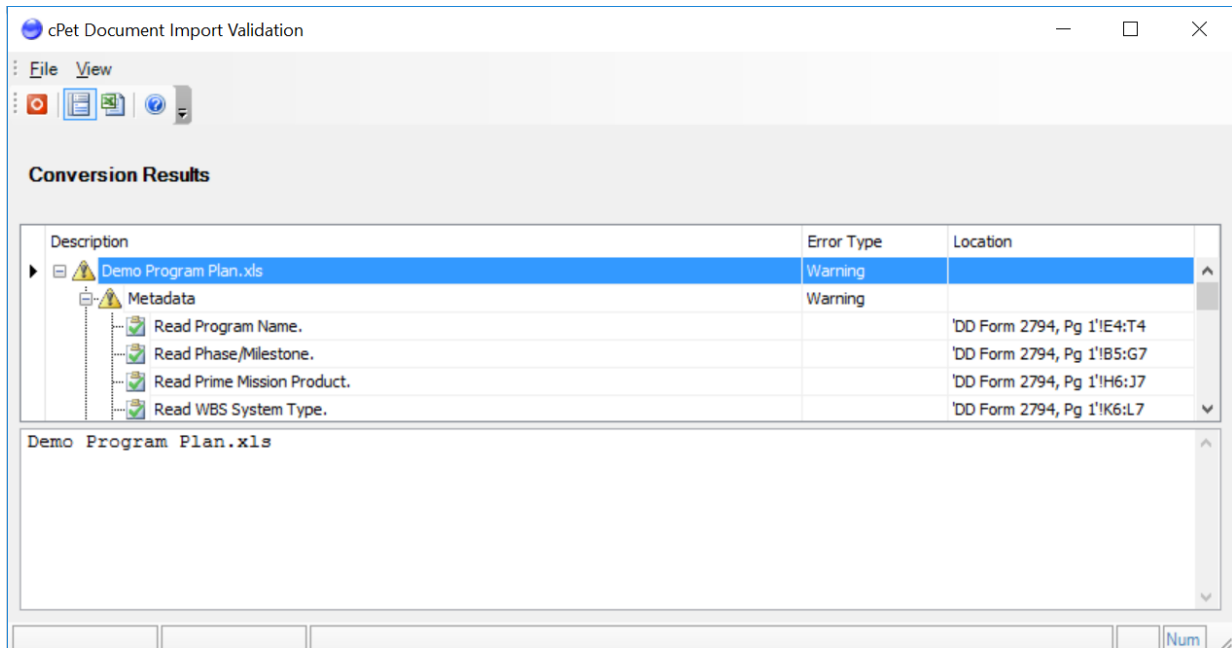 cPet Document Import Validation
File View
Conversion Results
Description Error Type Location
Demo Program Plan.xls Warning
Metadata Warning
Read Program Name. 'DD Form 2794, Pg 1'!E4:T4
Read Phase/Milestone. 'DD Form 2794, Pg 1'!B5:G7
Read Prime Mission Product. 'DD Form 2794, Pg 1'!H6:J7
Read WBS System Type. 'DD Form 2794, Pg 1'!K6:L7
Demo Program Plan.xls
Num